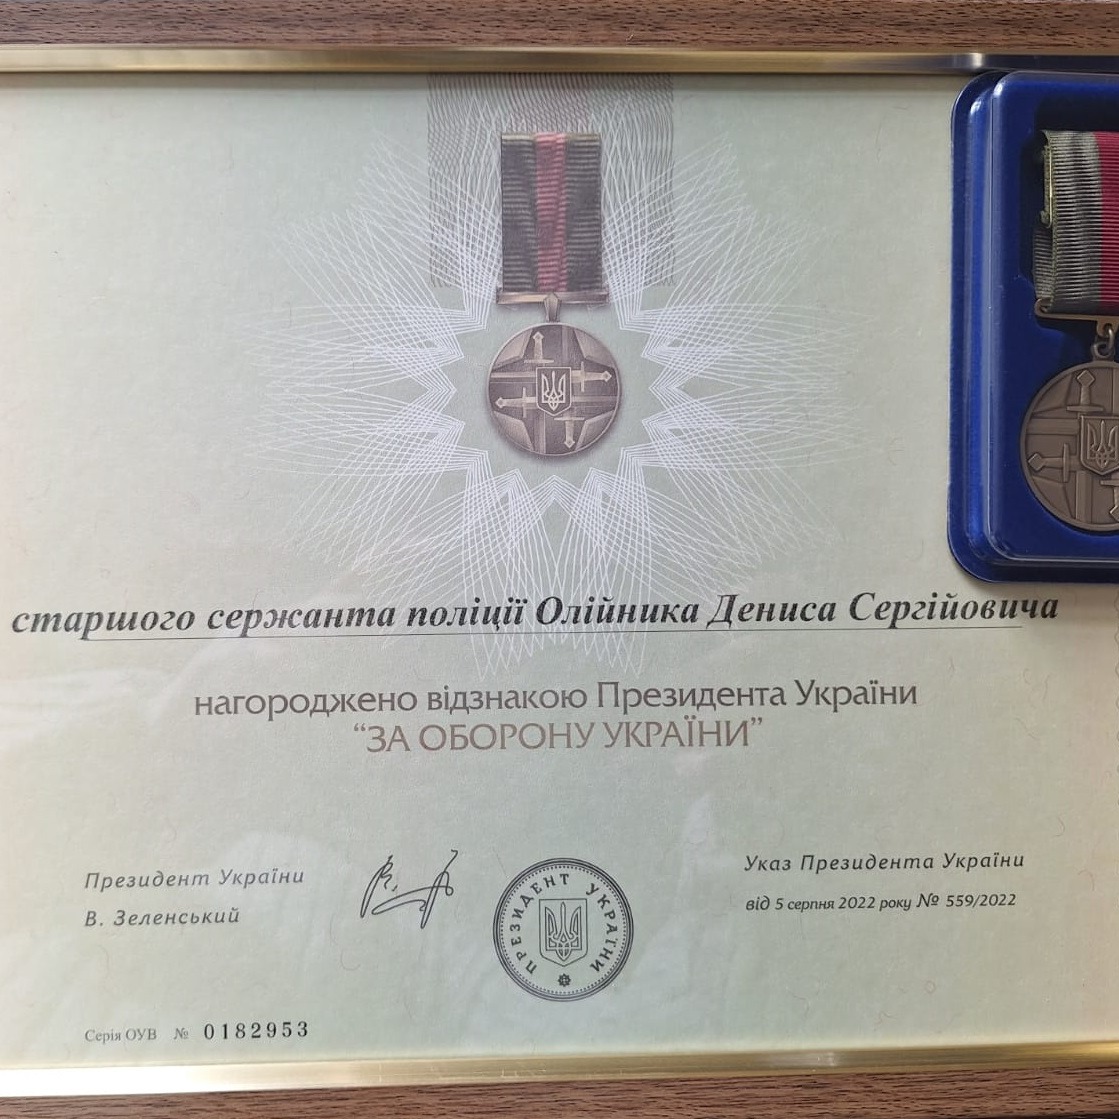 старшого сержанта поліції Олійника Дениса Сергійовича
нагороджено відзнакою Президента України
“ЗА ОБОРОНУ УКРАЇНИ”
Президент України
В. Зеленський
ПРЕЗИДЕНТ УКРАЇНИ
Указ Президента України
від 5 серпня 2022 року № 559/2022
Серія ОУВ № 0182953